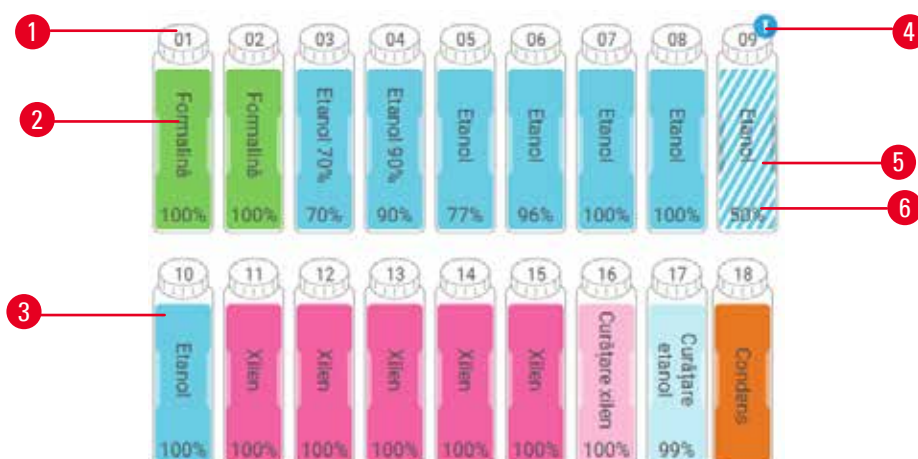 1
01 02 03 04 05 06 07 08 09
4
2
Formalină Formalină Etanol 70% Etanol 90% Etanol Etanol Etanol Etanol Etanol
5
100% 100% 70% 90% 77% 96% 100% 100% 50%
6
10 11 12 13 14 15 16 17 18
3
Etanol Xilen Xilen Xilen Xilen Xilen Curățare xilen Curățare etanol Condens
100% 100% 100% 100% 100% 100% 100% 99%